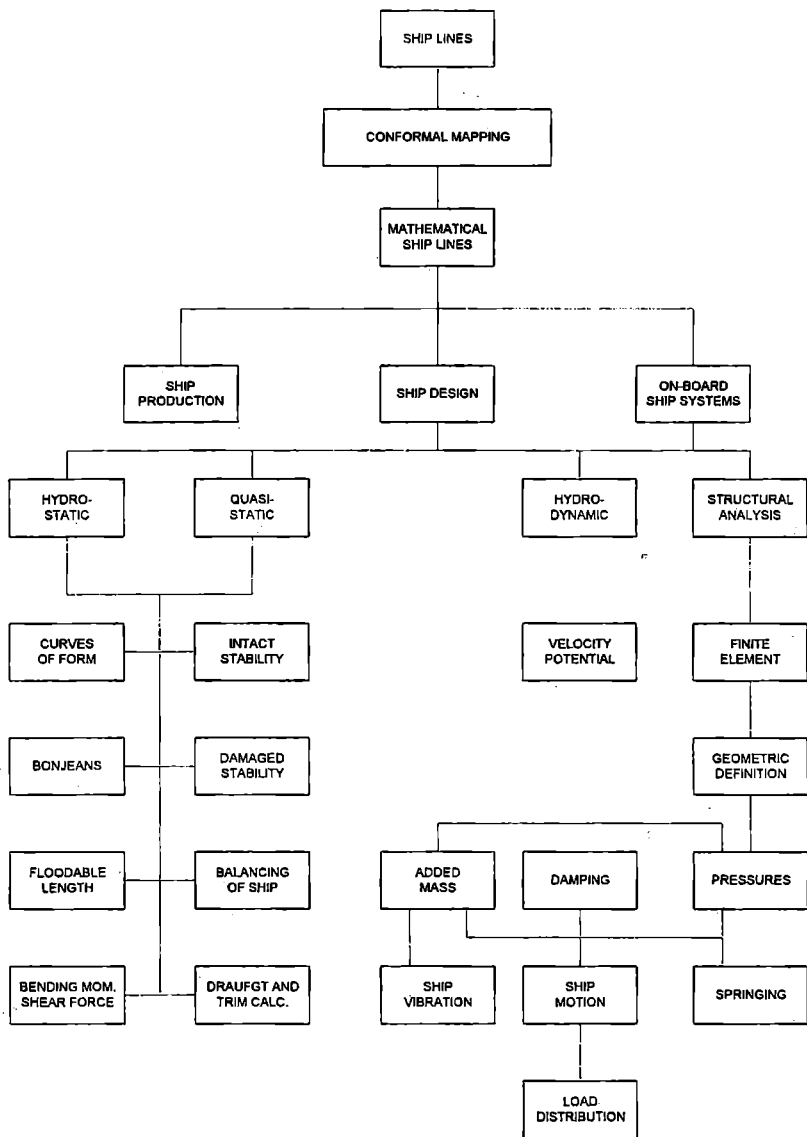 SHIP LINES
CONFORMAL MAPPING
MATHEMATICAL
SHIP LINES
SHIP
PRODUCTION
SHIP DESIGN
ON-BOARD
SHIP SYSTEMS
HYDRO-
STATIC
QUASI-
STATIC
HYDRO-
DYNAMIC
STRUCTURAL
ANALYSIS
CURVES
OF FORM
INTACT
STABILITY
VELOCITY
POTENTIAL
FINITE
ELEMENT
BONJEANS
DAMAGED
STABILITY
GEOMETRIC
DEFINITION
FLOODABLE
LENGTH
BALANCING
OF SHIP
ADDED
MASS
DAMPING
PRESSURES
BENDING MOM.
SHEAR FORCE
DRAUFGT AND
TRIM CALC.
SHIP
VIBRATION
SHIP
MOTION
SPRINGING
LOAD
DISTRIBUTION